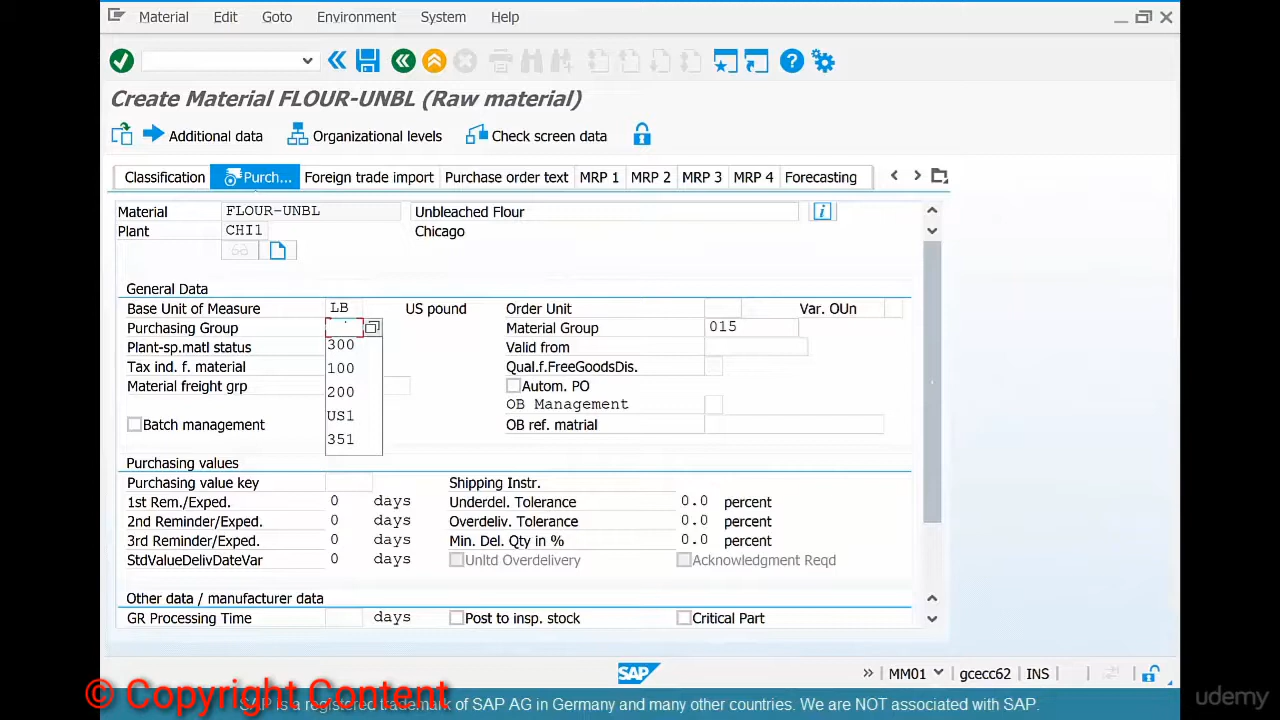 Material Edit Goto Environment System Help
Create Material FLOUR-UNBL (Raw material)
Additional data Organizational levels Check screen data
Classification Purch... Foreign trade import Purchase order text MRP 1 MRP 2 MRP 3 MRP 4 Forecasting
Material FLOUR-UNBL Unbleached Flour
Plant CHI1 Chicago
General Data
Base Unit of Measure LB US pound Order Unit Var. OUn
Purchasing Group Material Group 015
300
Plant-sp.matl status Valid from
100
Tax ind. f. material Qual.f.FreeGoodsDis.
Material freight grp 200 Autom. PO
OB Management
US1
Batch management OB ref. matrial
351
Purchasing values
Purchasing value key Shipping Instr.
1st Rem./Exped. 0 days Underdel. Tolerance 0.0 percent
2nd Reminder/Exped. 0 days Overdeliv. Tolerance 0.0 percent
3rd Reminder/Exped. 0 days Min. Del. Qty in % 0.0 percent
StdValueDelivDateVar 0 days Unltd Overdelivery Acknowledgment Reqd
Other data / manufacturer data
GR Processing Time days Post to insp. stock Critical Part
SAP MM01 gcecc62 INS
© Copyright Content
SAP is a registered trademark of SAP AG in Germany and many other countries. We are NOT associated with SAP.
udemy